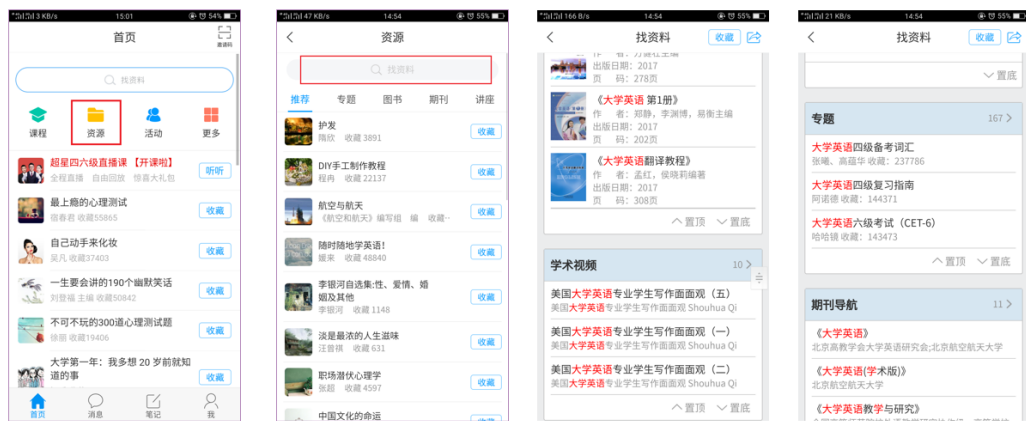 3 KB/s 15:01 54%
首页
邀请码
找资料
课程 资源 活动 更多
超星四六级直播课 【开课啦】
全程直播 自由回放 惊喜大礼包
听听
最上瘾的心理测试
宿春君 收藏55865
收藏
自己动手来化妆
吴凡 收藏37403
收藏
一生要会讲的190个幽默笑话
刘登福 主编 收藏50842
收藏
不可不玩的300道心理测试题
徐丽 收藏19406
收藏
大学第一年：我多想 20 岁前就知
道的事
收藏
首页 消息 笔记 我
47 KB/s 14:54 55%
资源
找资料
推荐 专题 图书 期刊 讲座
护发
隋欣 收藏 3891
收藏
DIY手工制作教程
程冉 收藏 22137
收藏
航空与航天
《航空和航天》编写组 编 收藏··
收藏
随时随地学英语!
媛来 收藏 48840
收藏
李银河自选集:性、爱情、婚
姻及其他
李银河 收藏 1148
收藏
淡是最浓的人生滋味
汪曾祺 收藏 631
收藏
职场潜伏心理学
张超 收藏 4597
收藏
中国文化的命运
166 B/s 14:54 55%
找资料
收藏
出版日期：2017
页 码：278页
《大学英语 第1册》
作 者：郑静，李渊博，易衡主编
出版日期：2017
页 码：202页
《大学英语翻译教程》
作 者：孟红，侯晓莉编著
出版日期：2017
页 码：308页
置顶 置底
学术视频 10 >
美国大学英语专业学生写作面面观（五）
美国大学英语专业学生写作面面观 Shouhua Qi
美国大学英语专业学生写作面面观（一）
美国大学英语专业学生写作面面观 Shouhua Qi
美国大学英语专业学生写作面面观（二）
美国大学英语专业学生写作面面观 Shouhua Qi
置顶 置底
21 KB/s 14:54 55%
找资料
收藏
置底
专题 167 >
大学英语四级备考词汇
张曦、高蕴华 收藏：237786
大学英语四级复习指南
阿诺德 收藏：144371
大学英语六级考试（CET-6）
哈哈镜 收藏：143473
置顶 置底
期刊导航 11 >
《大学英语》
北京高教学会大学英语研究会;北京航空航天大学
《大学英语(学术版)》
北京航空航天大学
《大学英语教学与研究》